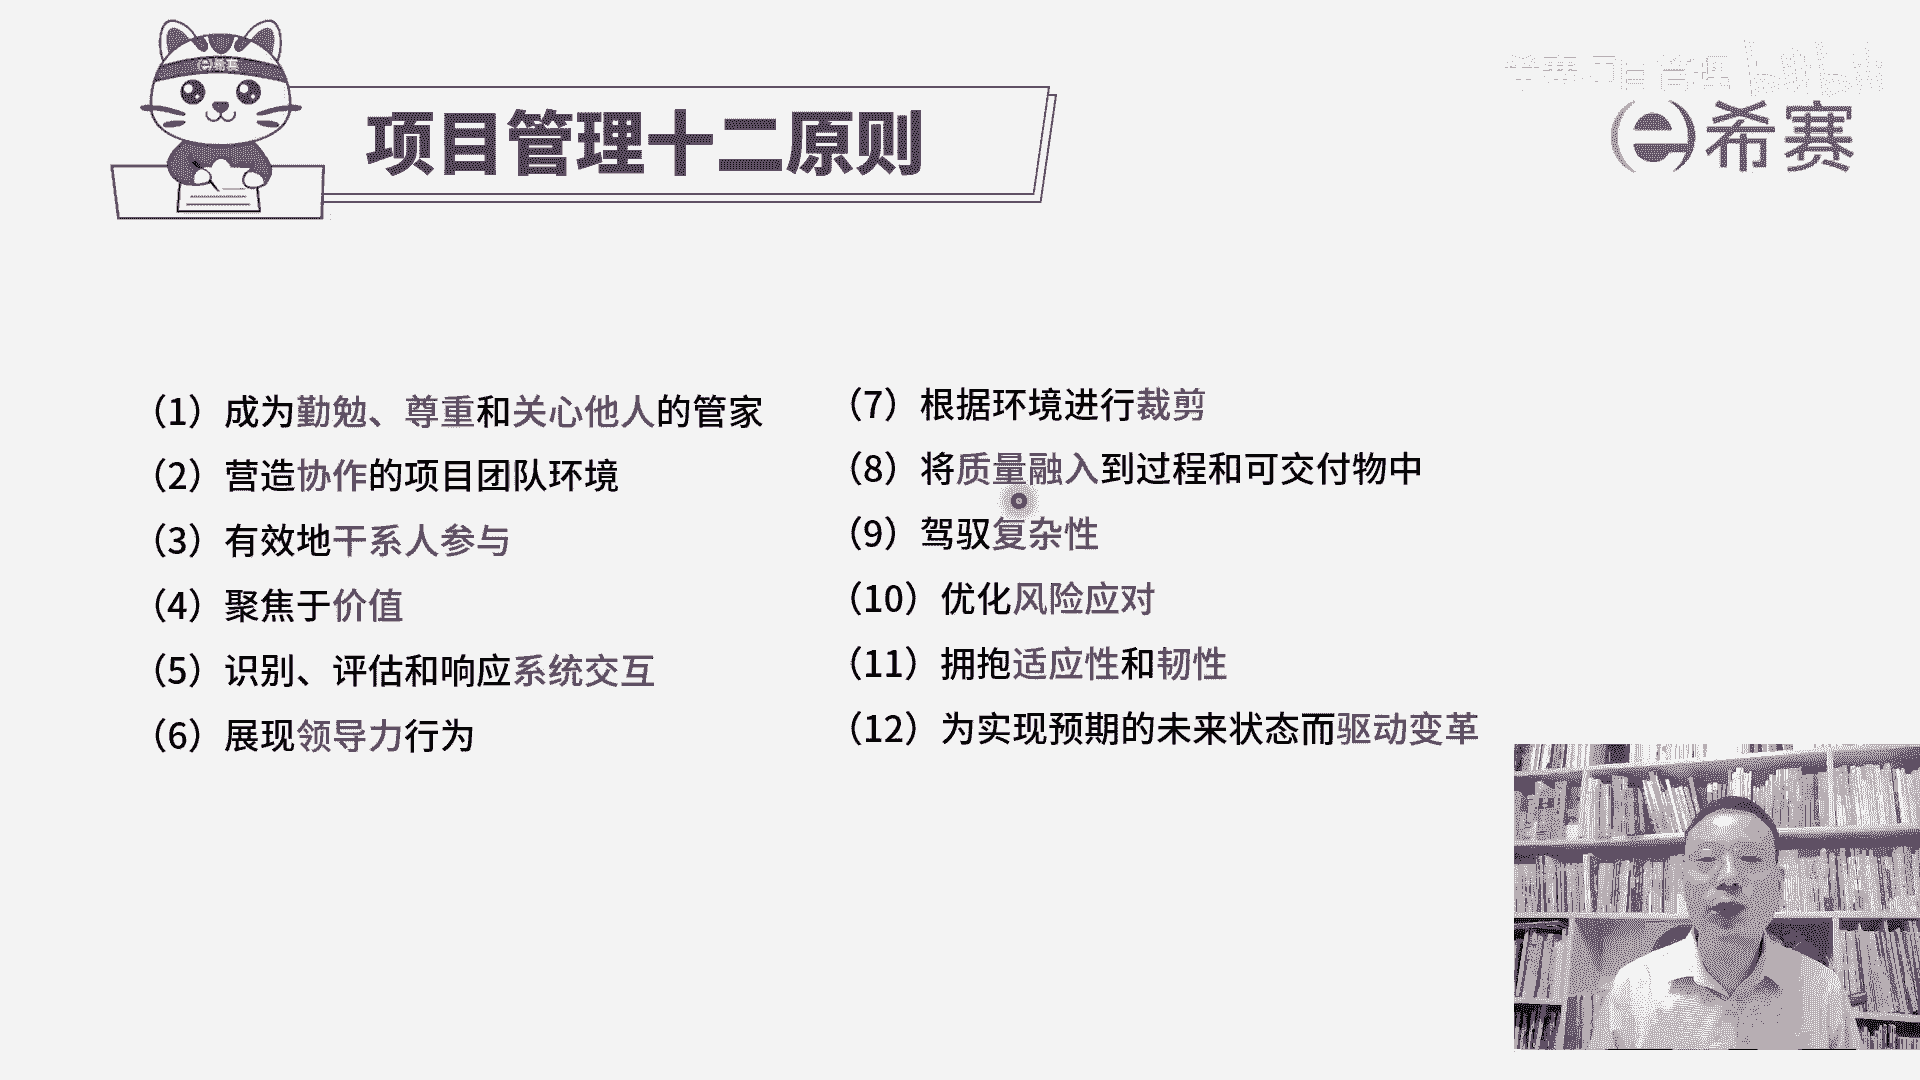 希赛
项目管理十二原则
希赛项目管理 bilibili
希赛
（1）成为勤勉、尊重和关心他人的管家
（2）营造协作的项目团队环境
（3）有效地干系人参与
（4）聚焦于价值
（5）识别、评估和响应系统交互
（6）展现领导力行为
（7）根据环境进行裁剪
（8）将质量融入到过程和可交付物中
（9）驾驭复杂性
（10）优化风险应对
（11）拥抱适应性和韧性
（12）为实现预期的未来状态而驱动变革